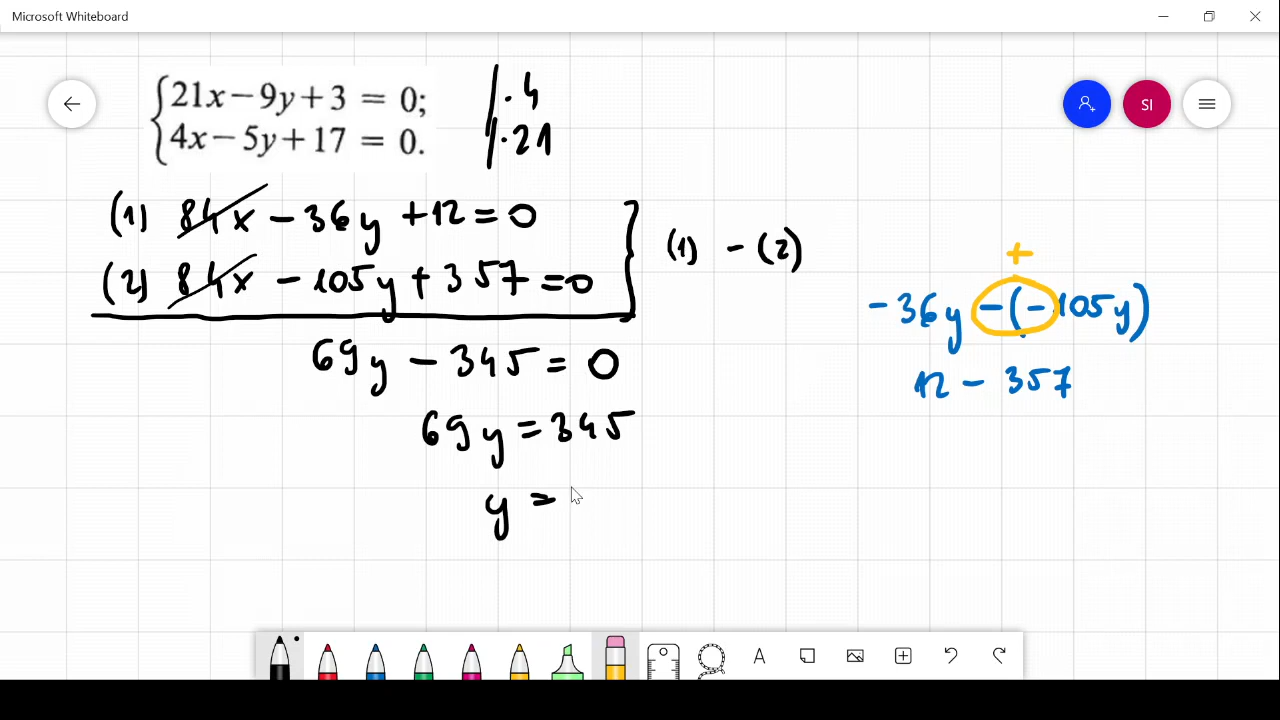 Microsoft Whiteboard
21x − 9y + 3 = 0;
4x − 5y + 17 = 0.
| · 4
| · 21
SI
(1) 84x − 36y + 12 = 0
(2) 84x − 105y + 357 = 0
(1) − (2)
69y − 345 = 0
69y = 345
y =
+
− 36y − (− 105y)
12 − 357
A